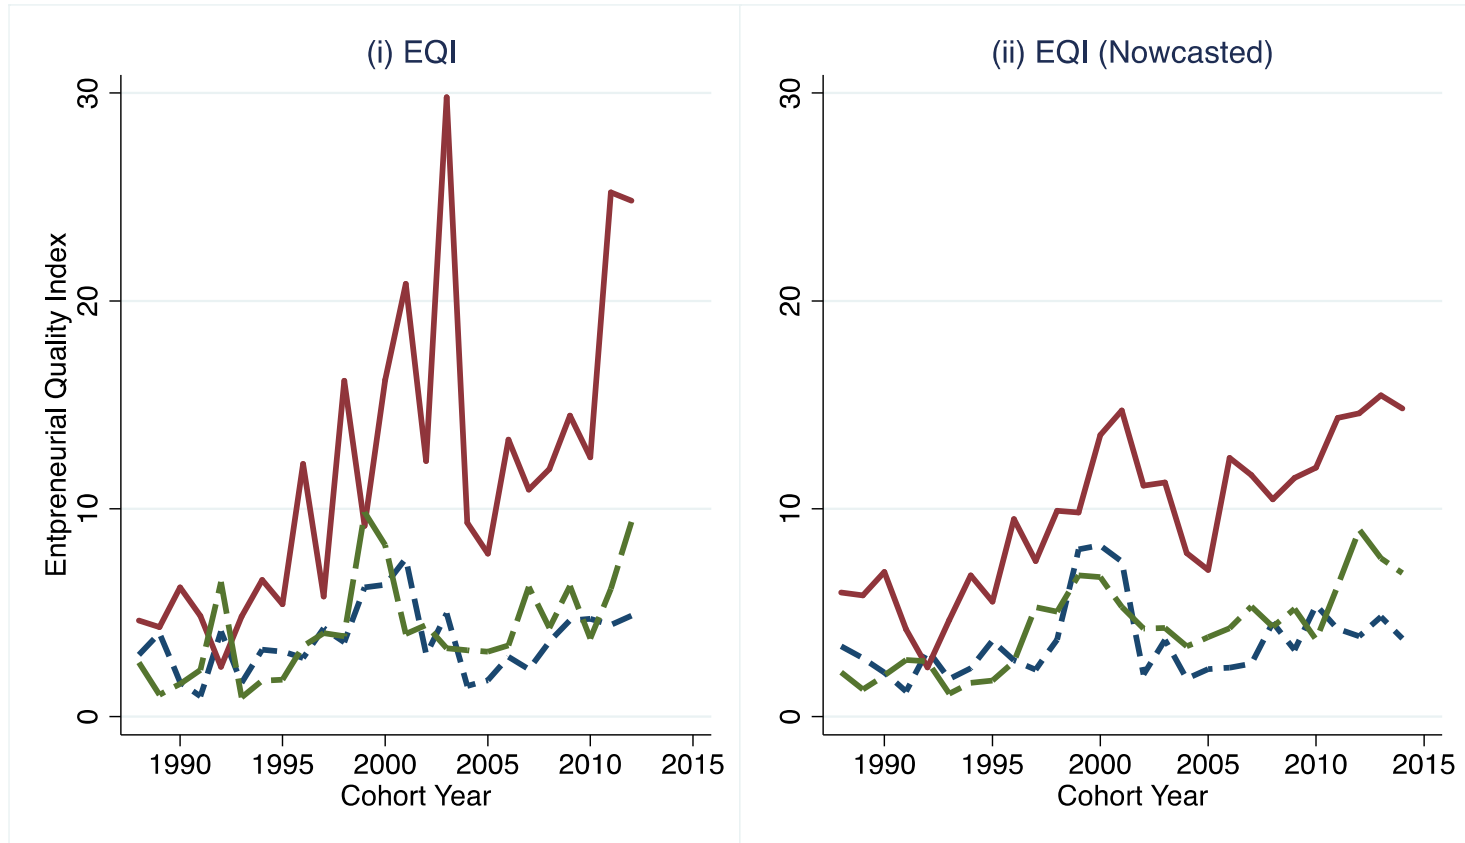 (i) EQI
Entpreneurial Quality Index
30
20
10
0
1990 1995 2000 2005 2010 2015
Cohort Year
(ii) EQI (Nowcasted)
30
20
10
0
1990 1995 2000 2005 2010 2015
Cohort Year